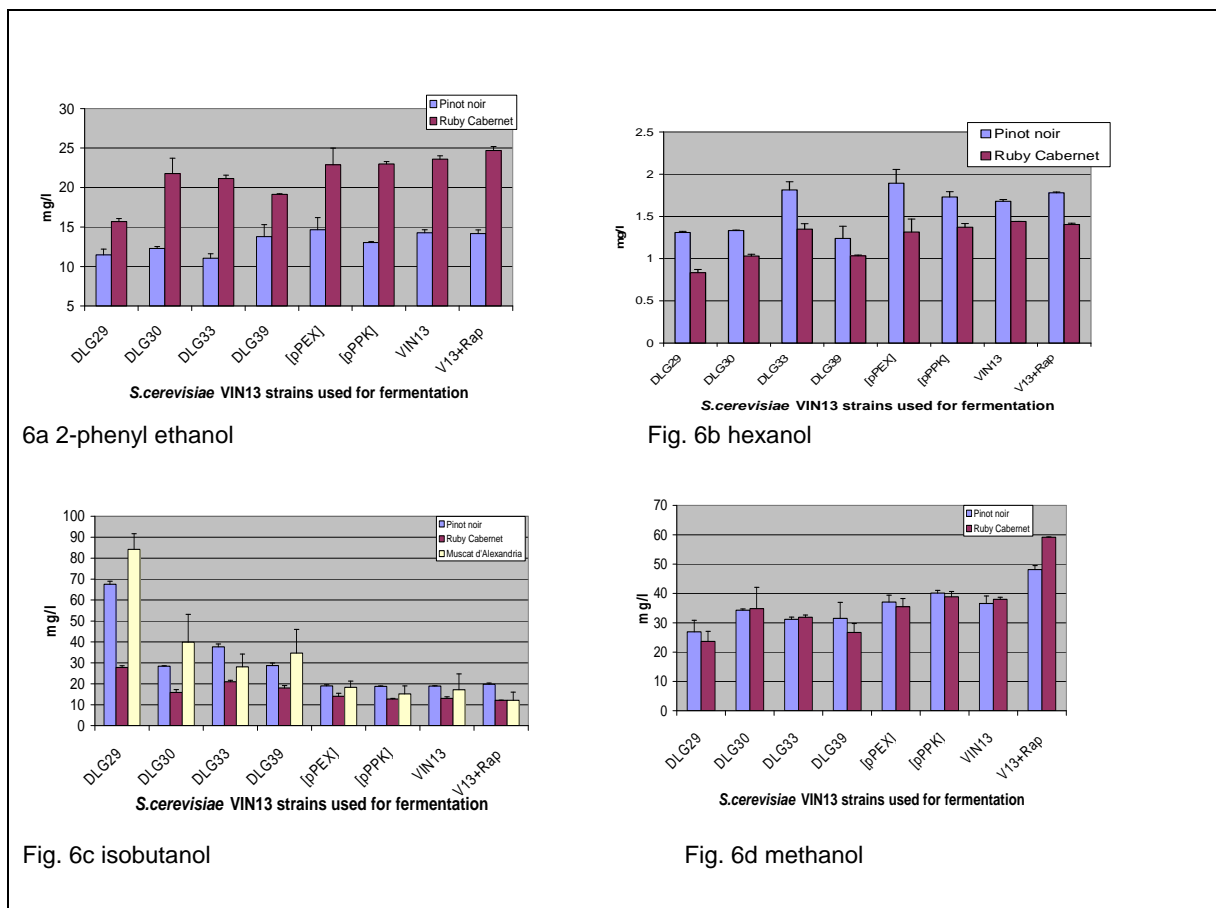 30
25
20
15
10
5
mg/l
Pinot noir
Ruby Cabernet
DLG29
DLG30
DLG33
DLG39
[pPEX]
[pPPK]
VIN13
V13+Rap
S.cerevisiae VIN13 strains used for fermentation
6a 2-phenyl ethanol
2.5
2
1.5
1
0.5
0
mg/l
Pinot noir
Ruby Cabernet
DLG29
DLG30
DLG33
DLG39
[pPEX]
[pPPK]
VIN13
V13+Rap
S.cerevisiae VIN13 strains used for fermentation
Fig. 6b hexanol
100
90
80
70
60
50
40
30
20
10
0
mg/l
Pinot noir
Ruby Cabernet
Muscat d'Alexandria
DLG29
DLG30
DLG33
DLG39
[pPEX]
[pPPK]
VIN13
V13+Rap
S.cerevisiae VIN13 strains used for fermentation
Fig. 6c isobutanol
70
60
50
40
30
20
10
0
mg/l
Pinot noir
Ruby Cabernet
DLG29
DLG30
DLG33
DLG39
[pPEX]
[pPPK]
VIN13
V13+Rap
S.cerevisiae VIN13 strains used for fermentation
Fig. 6d methanol